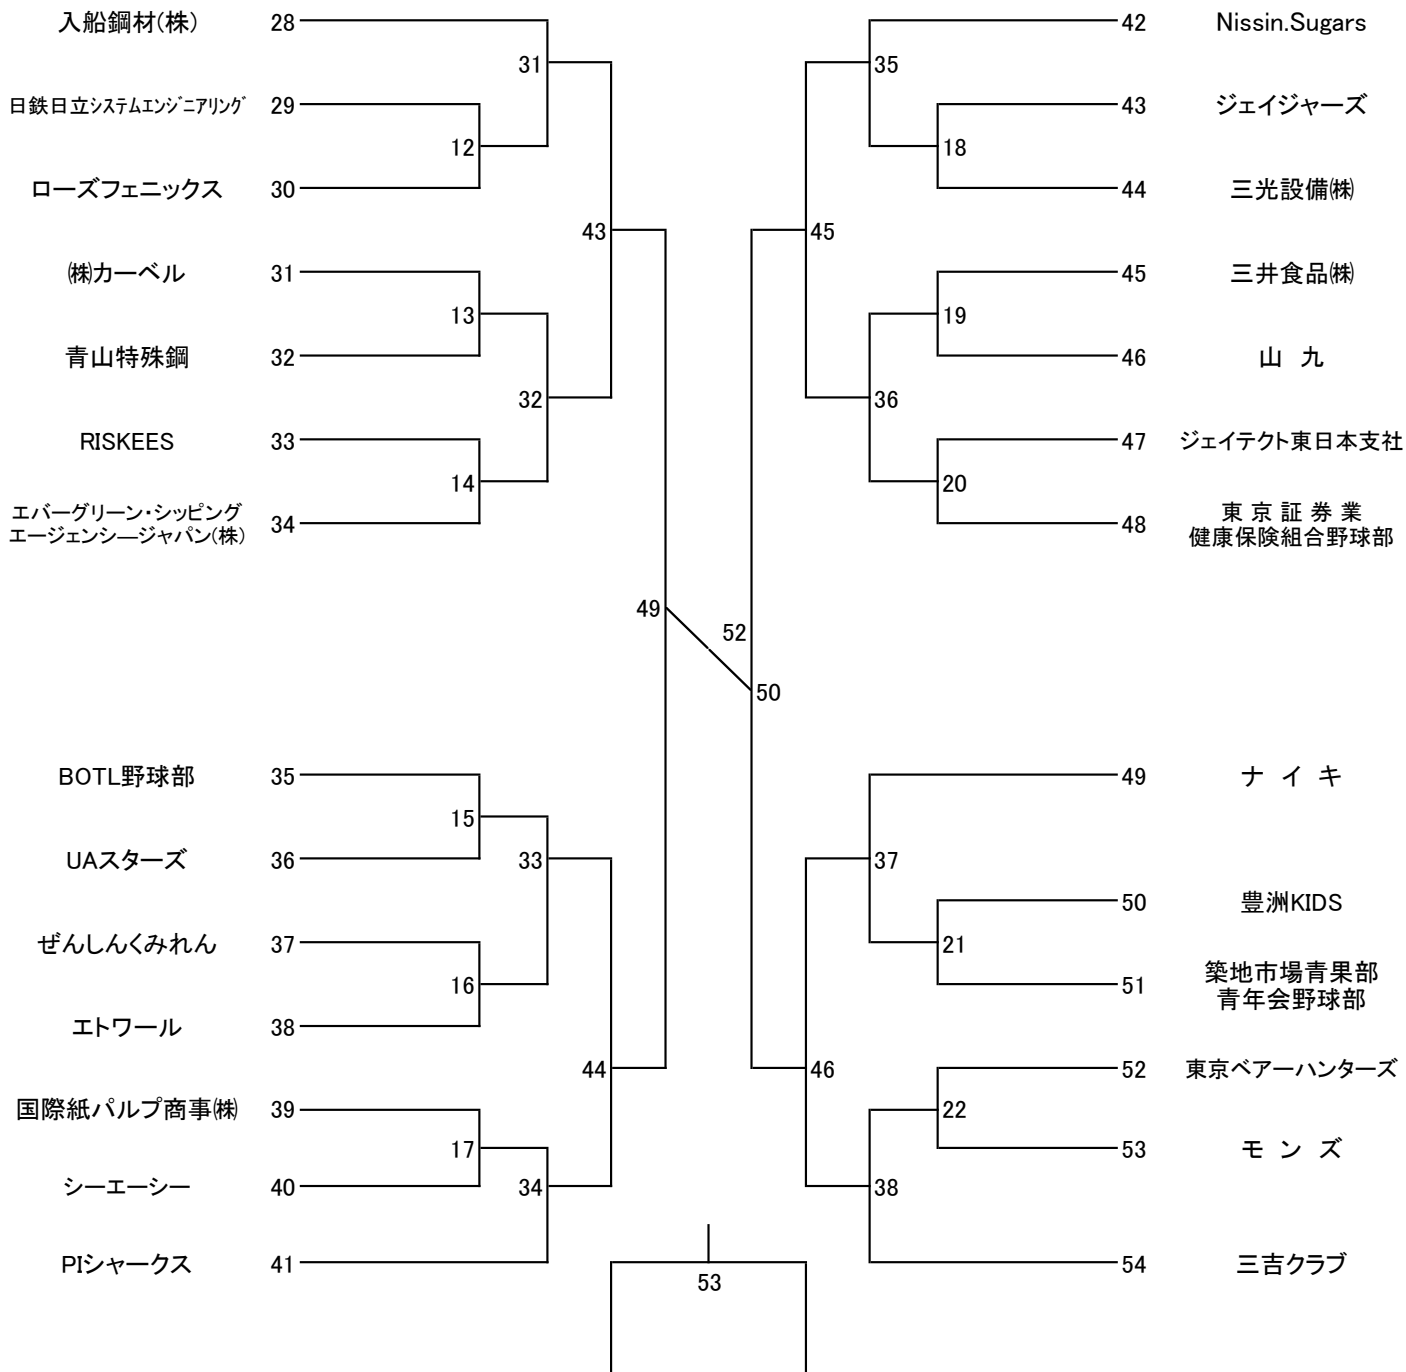 入船鋼材(株) 28
31
日鉄日立システムエンジニアリング 29
12
ローズフェニックス 30
43
㈱カーベル 31
13
青山特殊鋼 32
32
RISKEES 33
14
エバーグリーン・シッピング
エージェンシ―ジャパン(株) 34
49
BOTL野球部 35
15
UAスターズ 36
33
ぜんしんくみれん 37
16
エトワール 38
44
国際紙パルプ商事㈱ 39
17
シーエーシー 40
34
PIシャークス 41
52
50
53
42 Nissin.Sugars
35
43 ジェイジャーズ
18
44 三光設備㈱
45
45 三井食品㈱
19
46 山 九
36
47 ジェイテクト東日本支社
20
48 東京証券業
健康保険組合野球部
49 ナ イ キ
37
50 豊洲KIDS
21
51 築地市場青果部
青年会野球部
46
52 東京ベアーハンターズ
22
53 モ ン ズ
38
54 三吉クラブ